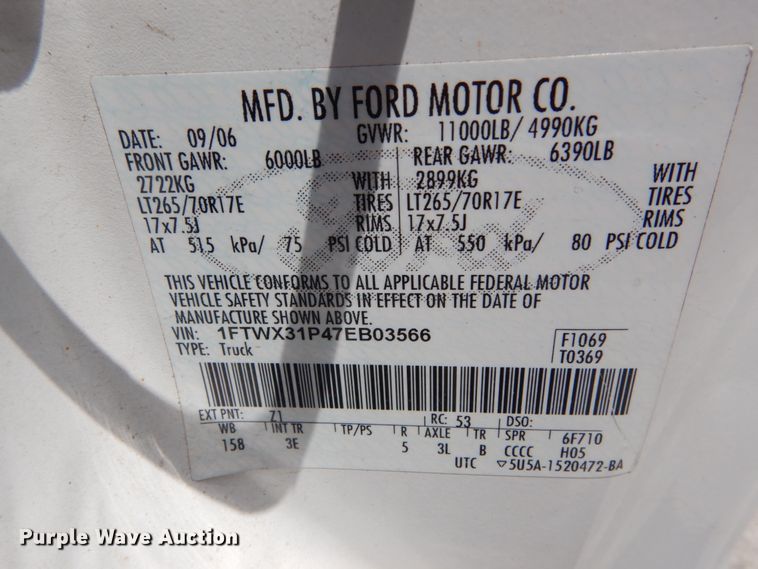 MFD. BY FORD MOTOR CO.
DATE: 09/06 GVWR: 11000LB/ 4990KG
FRONT GAWR: 6000LB REAR GAWR: 6390LB
2722KG WITH 2899KG WITH
LT265/70R17E TIRES LT265/70R17E TIRES
17x7.5J RIMS 17x7.5J RIMS
AT 515 kPa/ 75 PSI COLD AT 550 kPa/ 80 PSI COLD
THIS VEHICLE CONFORMS TO ALL APPLICABLE FEDERAL MOTOR
VEHICLE SAFETY STANDARDS IN EFFECT ON THE DATE OF
MANUFACTURE SHOWN ABOVE.
VIN: 1FTWX31P47EB03566 F1069
TYPE: Truck T0369
EXT PNT: Z1 RC: 53 DSO:
WB INT TR TP/PS R AXLE TR SPR 6F710
158 3E 5 3L B CCCC H05
UTC ▽5U5A-1520472-BA
Purple Wave Auction